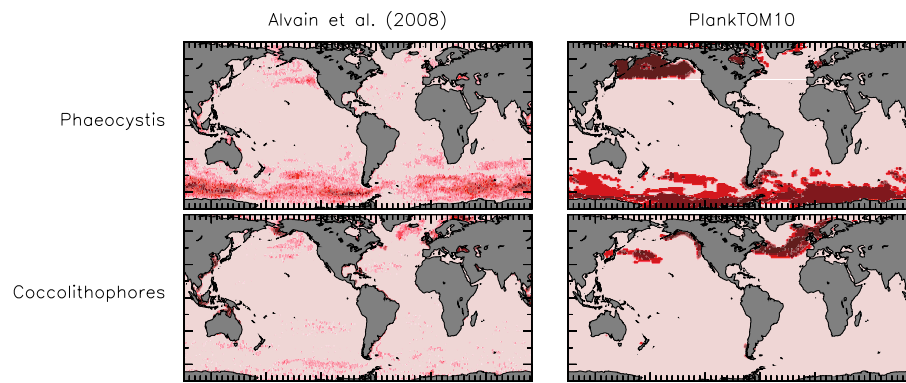 Alvain et al. (2008)
PlankTOM10
Phaeocystis
Coccolithophores